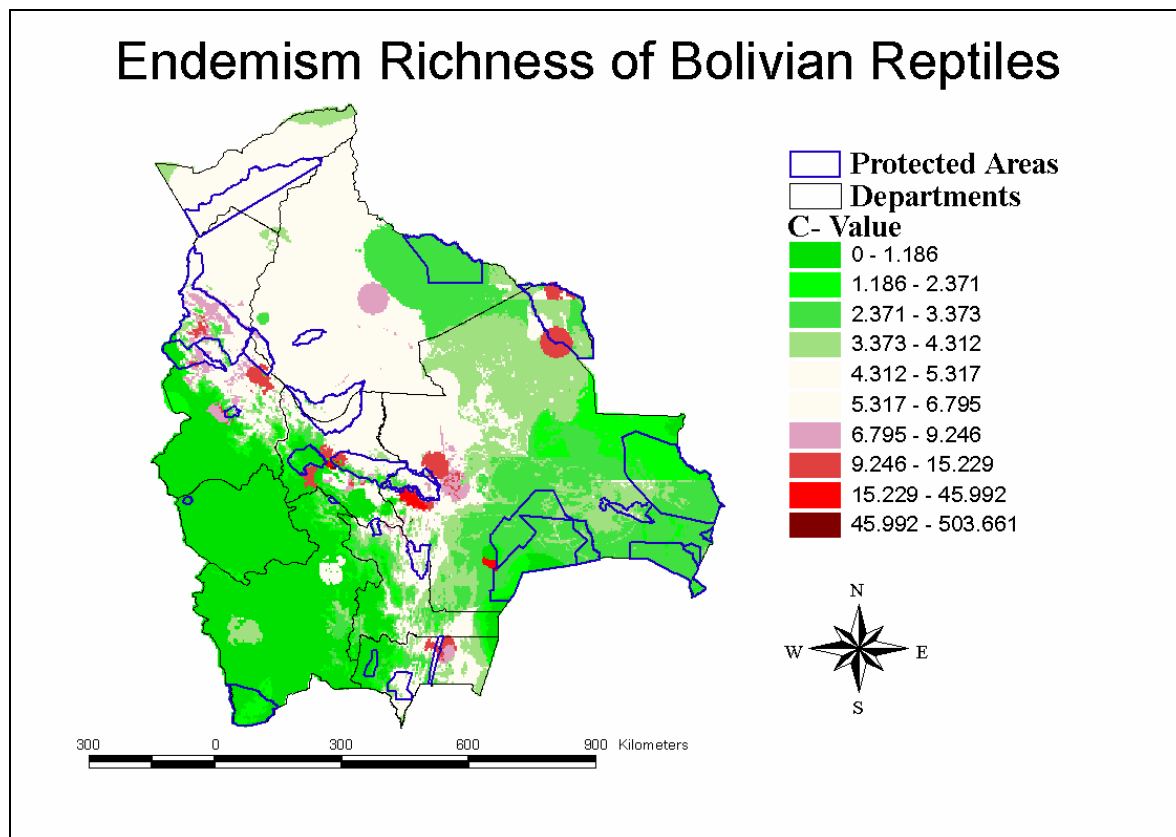 Endemism Richness of Bolivian Reptiles
Protected Areas
Departments
C- Value
0 - 1.186
1.186 - 2.371
2.371 - 3.373
3.373 - 4.312
4.312 - 5.317
5.317 - 6.795
6.795 - 9.246
9.246 - 15.229
15.229 - 45.992
45.992 - 503.661
N
W E
S
300 0 300 600 900 Kilometers